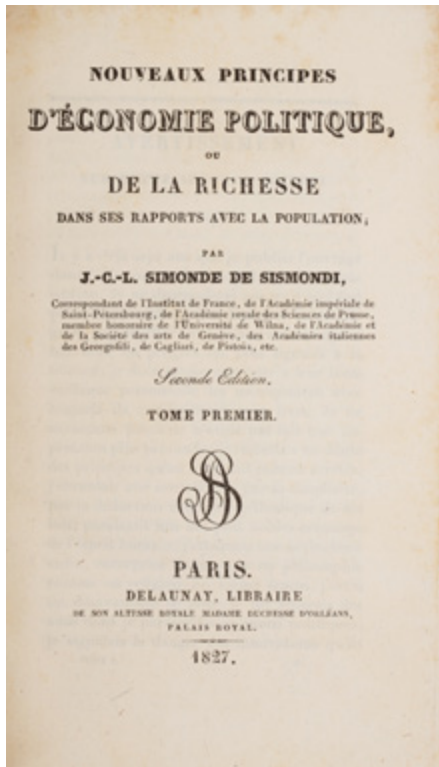 NOUVEAUX PRINCIPES
D'ÉCONOMIE POLITIQUE,
OU
DE LA RICHESSE
DANS SES RAPPORTS AVEC LA POPULATION;
PAR
J.-C.-L. SIMONDE DE SISMONDI,
Correspondant de l'Institut de France, de l'Académie impériale de
Saint-Pétersbourg, de l'Académie royale des Sciences de Prusse,
membre honoraire de l'Université de Wilna, de l'Académie et
de la Société des arts de Genève, des Académies italiennes
des Georgofili, de Cagliari, de Pistoia, etc.
Seconde Edition.
TOME PREMIER.
PARIS.
DELAUNAY, LIBRAIRE
DE SON ALTESSE ROYALE MADAME DUCHESSE D'ORLÉANS,
PALAIS ROYAL.
1827.